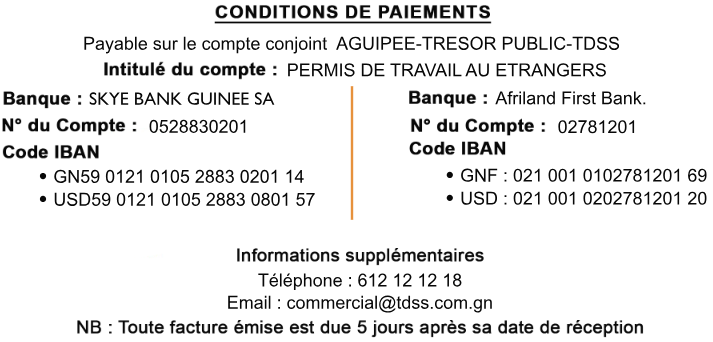 CONDITIONS DE PAIEMENTS
Payable sur le compte conjoint AGUIPEE-TRESOR PUBLIC-TDSS
Intitulé du compte : PERMIS DE TRAVAIL AU ETRANGERS
Banque : SKYE BANK GUINEE SA
N° du Compte : 0528830201
Code IBAN
• GN59 0121 0105 2883 0201 14
• USD59 0121 0105 2883 0801 57
Banque : Afriland First Bank.
N° du Compte : 02781201
Code IBAN
• GNF : 021 001 0102781201 69
• USD : 021 001 0202781201 20
Informations supplémentaires
Téléphone : 612 12 12 18
Email : commercial@tdss.com.gn
NB : Toute facture émise est due 5 jours après sa date de réception